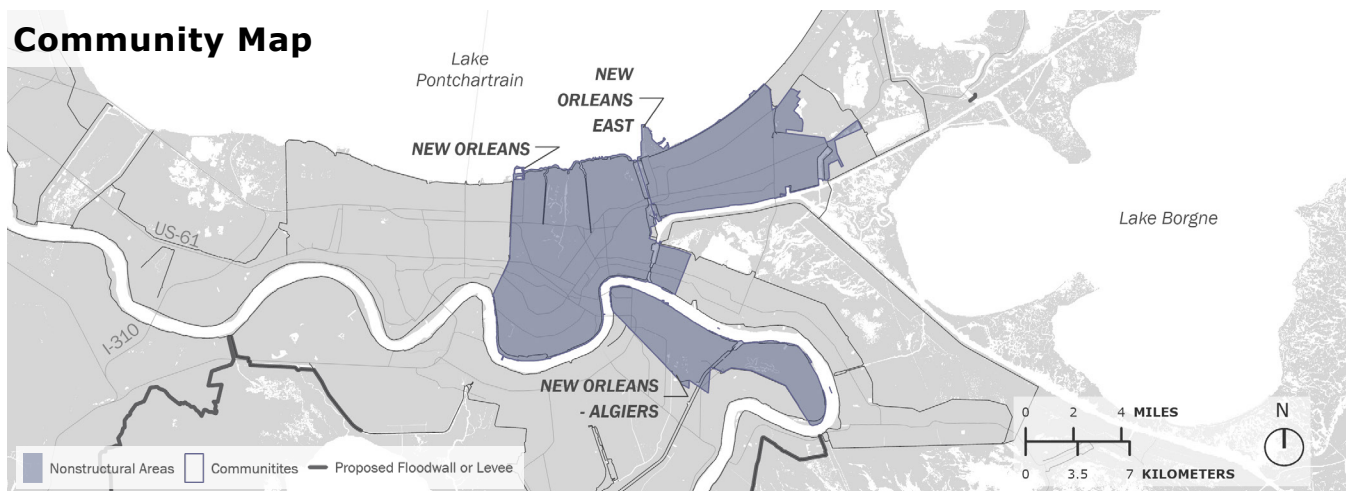 Community Map
Lake
Pontchartrain
NEW
ORLEANS
EAST
NEW ORLEANS
Lake Borgne
US-61
I-310
NEW ORLEANS
- ALGIERS
0 2 4 MILES
0 3.5 7 KILOMETERS
N
Nonstructural Areas
Communitites
Proposed Floodwall or Levee